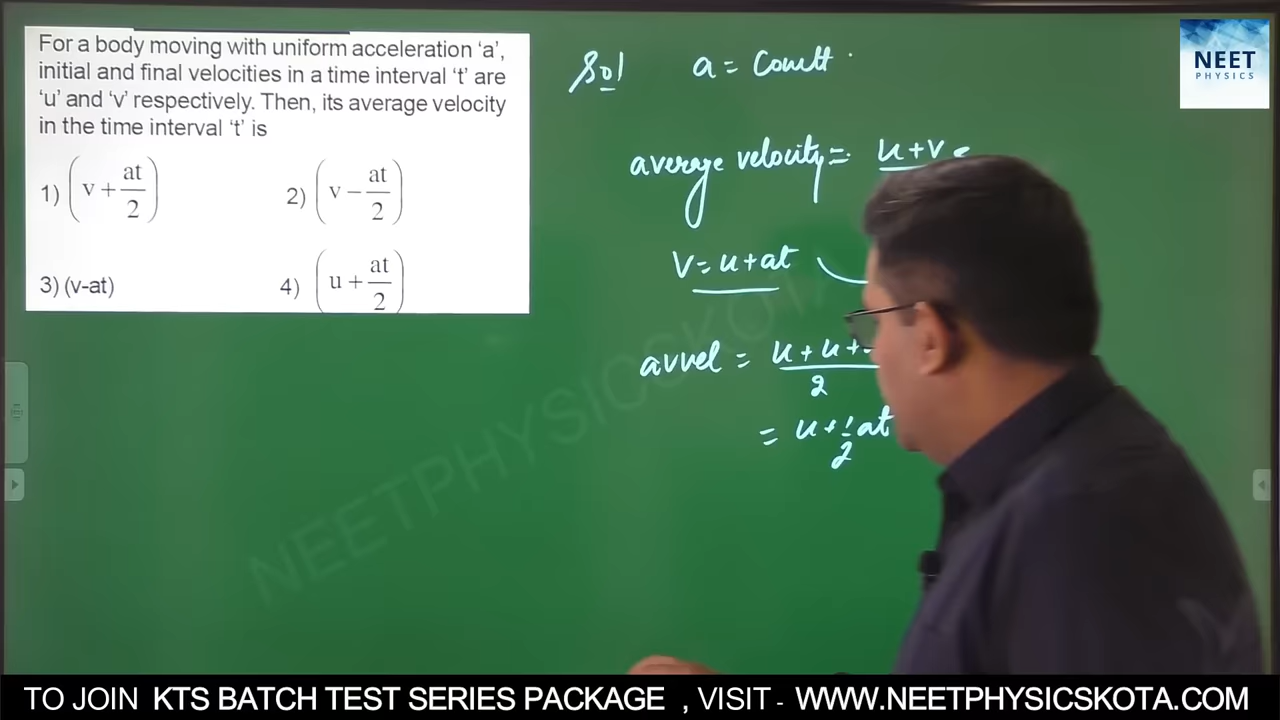 For a body moving with uniform acceleration ‘a’,
initial and final velocities in a time interval ‘t’ are
‘u’ and ‘v’ respectively. Then, its average velocity
in the time interval ‘t’ is
1) (v + at/2) 2) (v − at/2)
3) (v-at) 4) (u + at/2)
Sol a = Constt
average velocity = u+v
v = u+at
avvel = u+u+ / 2
= u + 1/2 at
NEET
PHYSICS
NEETPHYSICSKOTA
TO JOIN KTS BATCH TEST SERIES PACKAGE , VISIT - WWW.NEETPHYSICSKOTA.COM